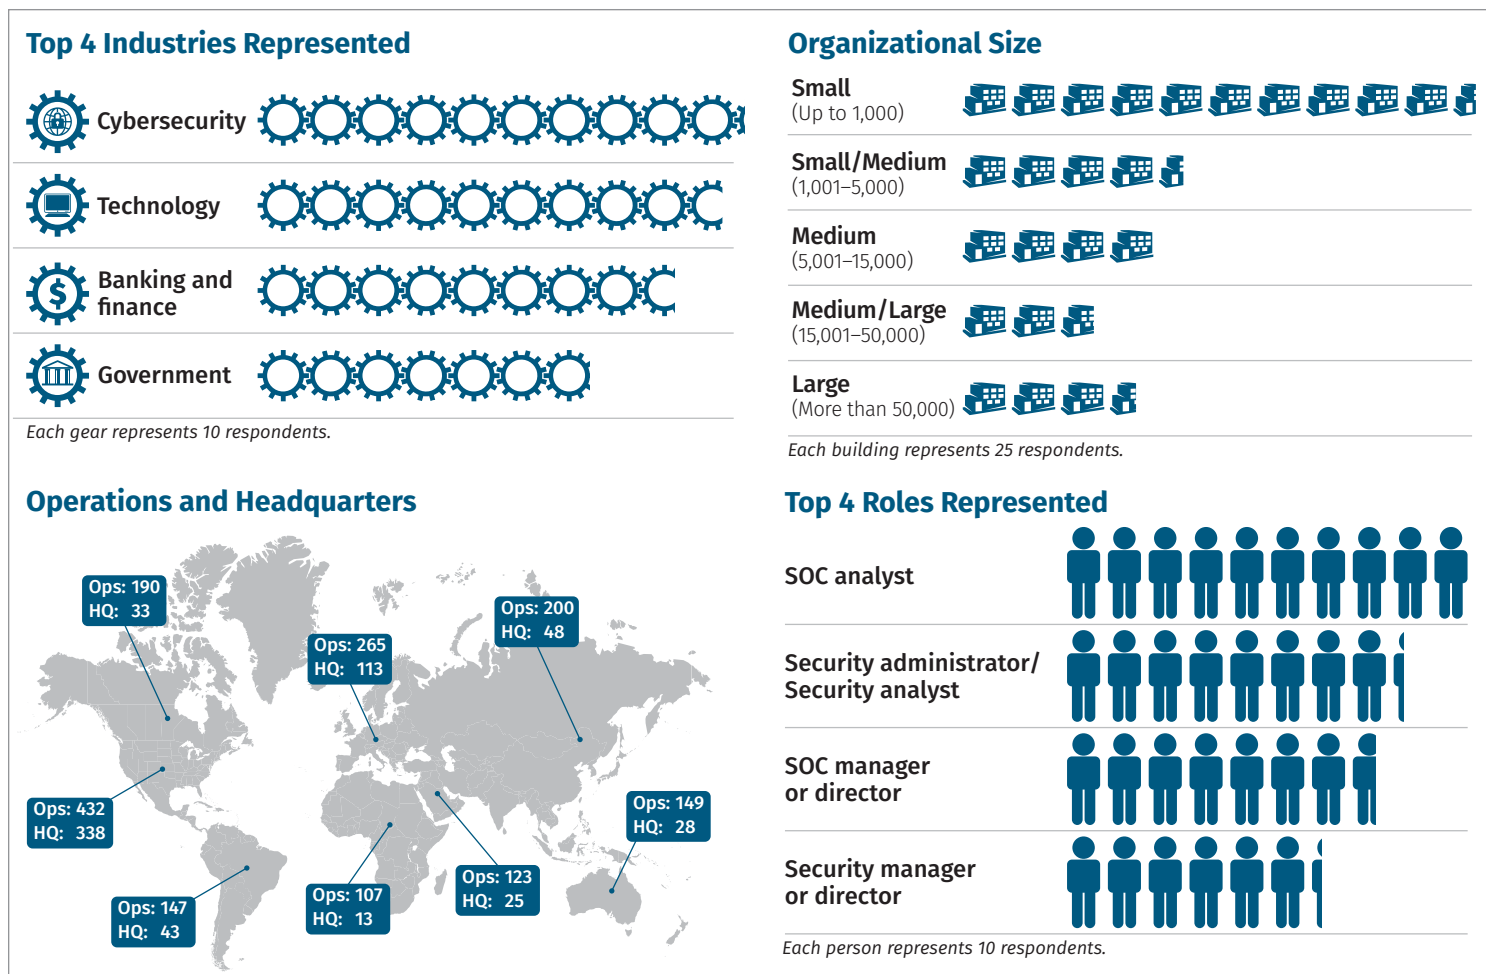 Top 4 Industries Represented
Cybersecurity
Technology
Banking and
finance
Government
Each gear represents 10 respondents.
Organizational Size
Small
(Up to 1,000)
Small/Medium
(1,001–5,000)
Medium
(5,001–15,000)
Medium/Large
(15,001–50,000)
Large
(More than 50,000)
Each building represents 25 respondents.
Operations and Headquarters
Ops: 190
HQ: 33
Ops: 265
HQ: 113
Ops: 200
HQ: 48
Ops: 432
HQ: 338
Ops: 149
HQ: 28
Ops: 123
HQ: 25
Ops: 107
HQ: 13
Ops: 147
HQ: 43
Top 4 Roles Represented
SOC analyst
Security administrator/
Security analyst
SOC manager
or director
Security manager
or director
Each person represents 10 respondents.